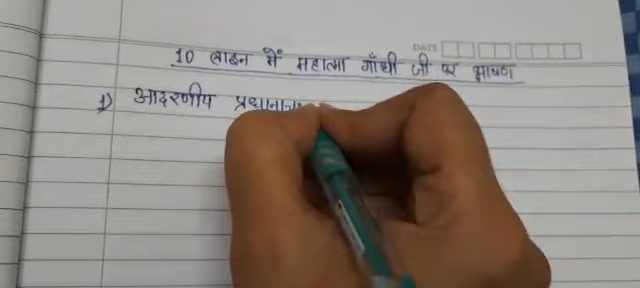 DATE
10 लाइन में महात्मा गाँधी जी पर भाषण
1) आदरणीय